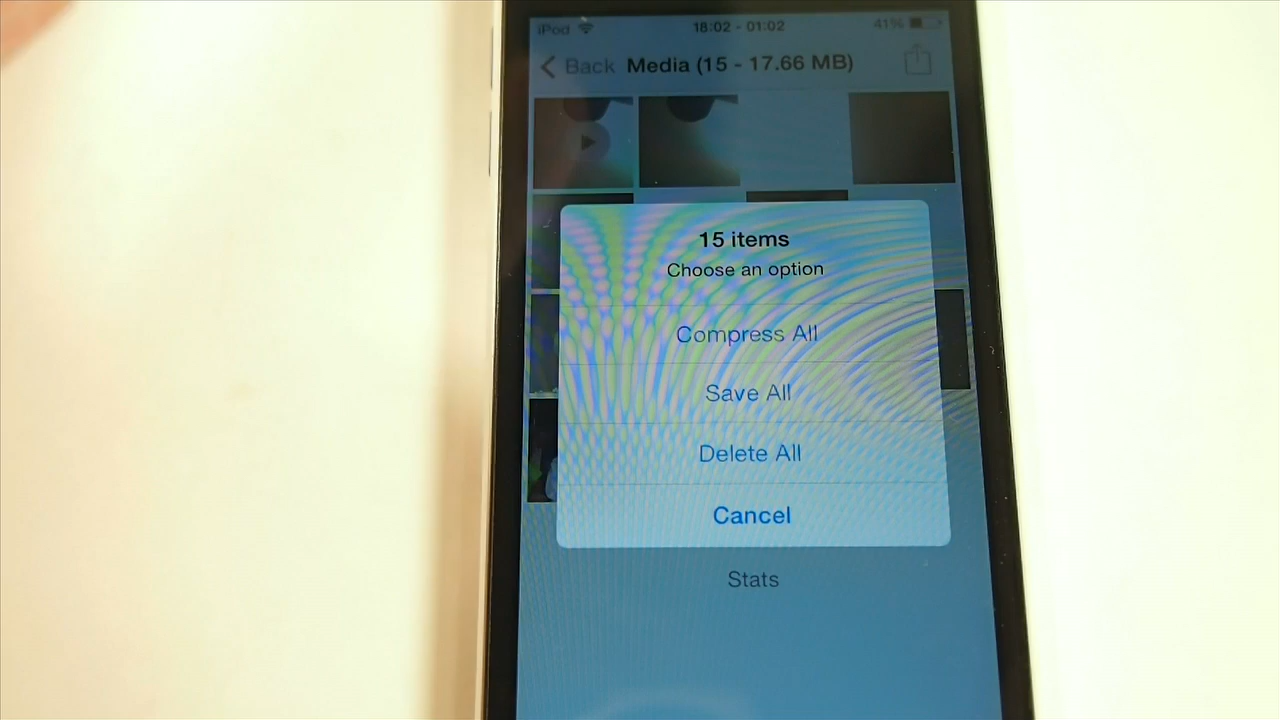 iPod 18:02 - 01:02 41%
Back Media (15 - 17.66 MB)
15 items
Choose an option
Compress All
Save All
Delete All
Cancel
Stats